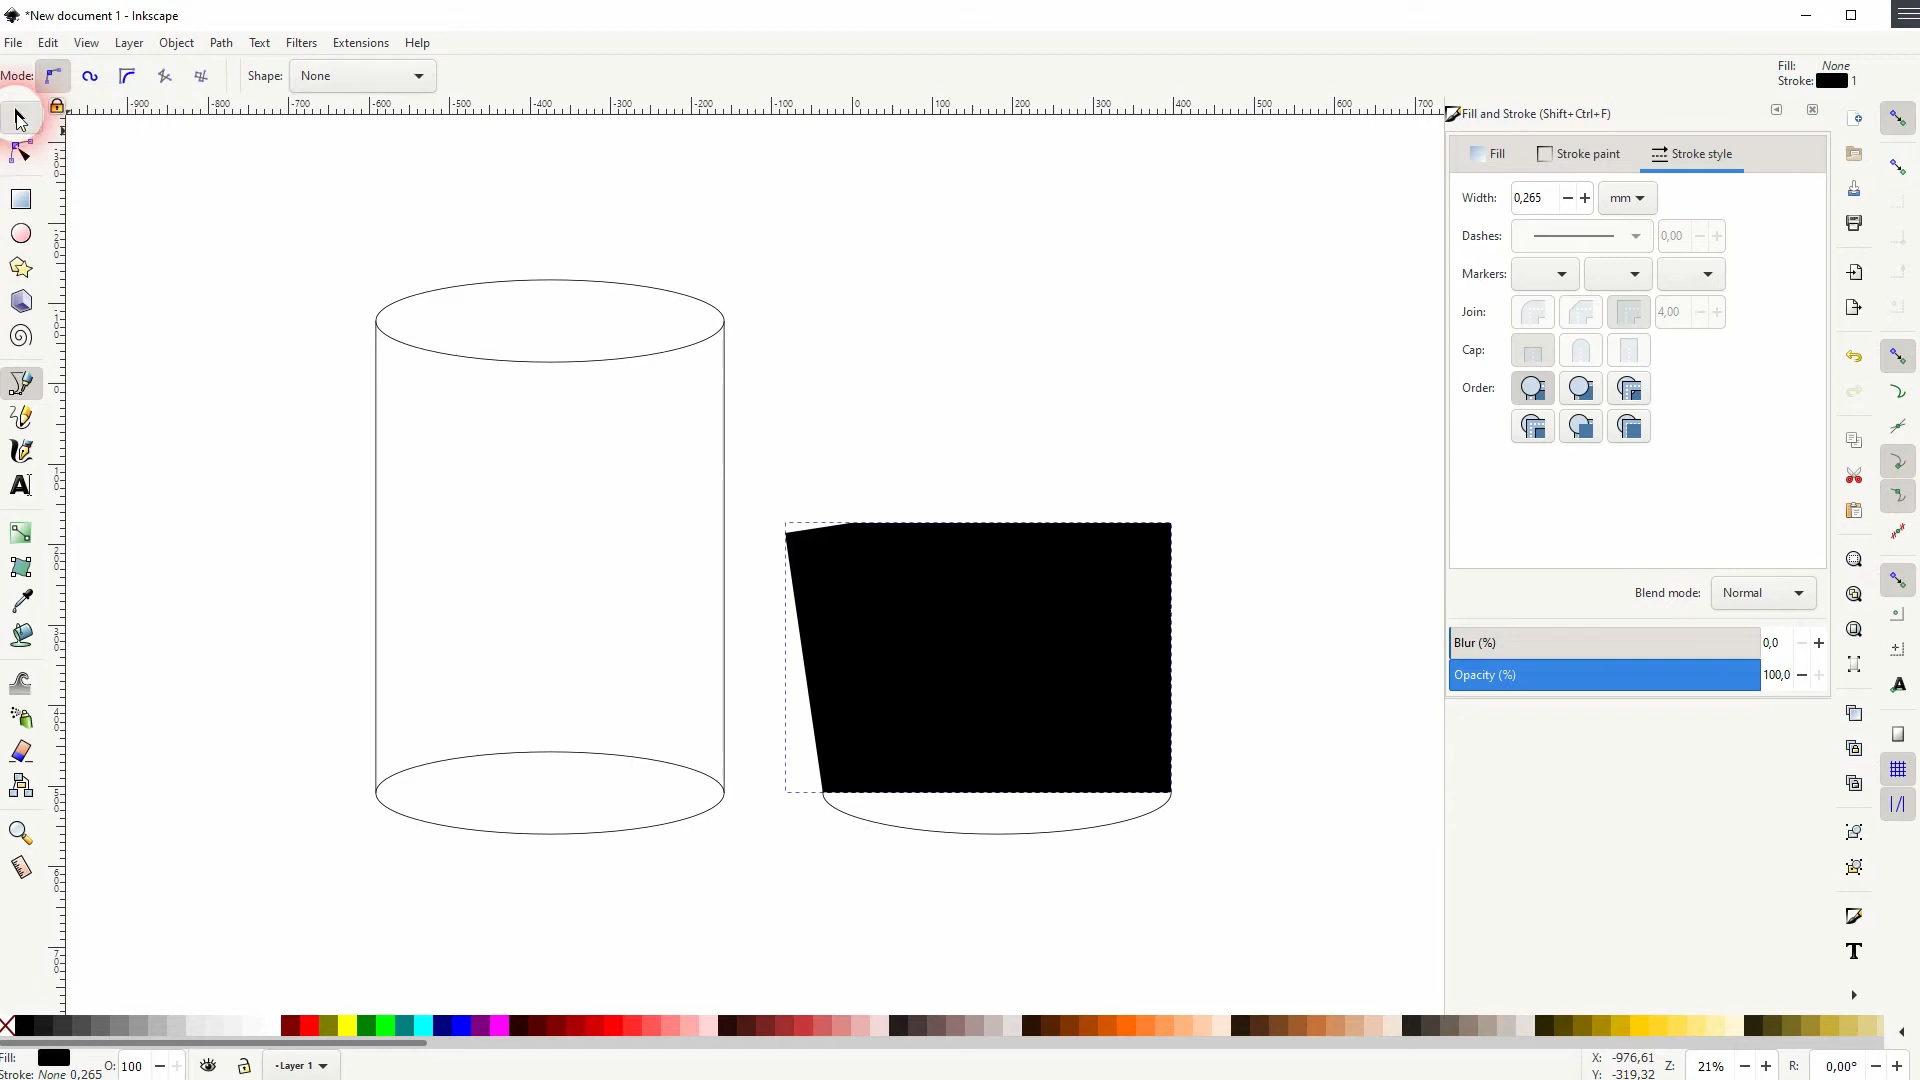 *New document 1 - Inkscape
File Edit View Layer Object Path Text Filters Extensions Help
Mode: Shape: None
Fill: None
Stroke: 1
-900 -800 -700 -600 -500 -400 -300 -200 -100 0 100 200 300 400 500 600 700
Fill and Stroke (Shift+Ctrl+F)
Fill Stroke paint Stroke style
Width: 0,265 mm
Dashes: 0,00
Markers:
Join: 4,00
Cap:
Order:
Blend mode: Normal
Blur (%) 0,0
Opacity (%) 100,0
Fill: O: 100 -Layer 1
Stroke: None 0,265
X: -976,61 Z: 21% R: 0,00°
Y: -319,32